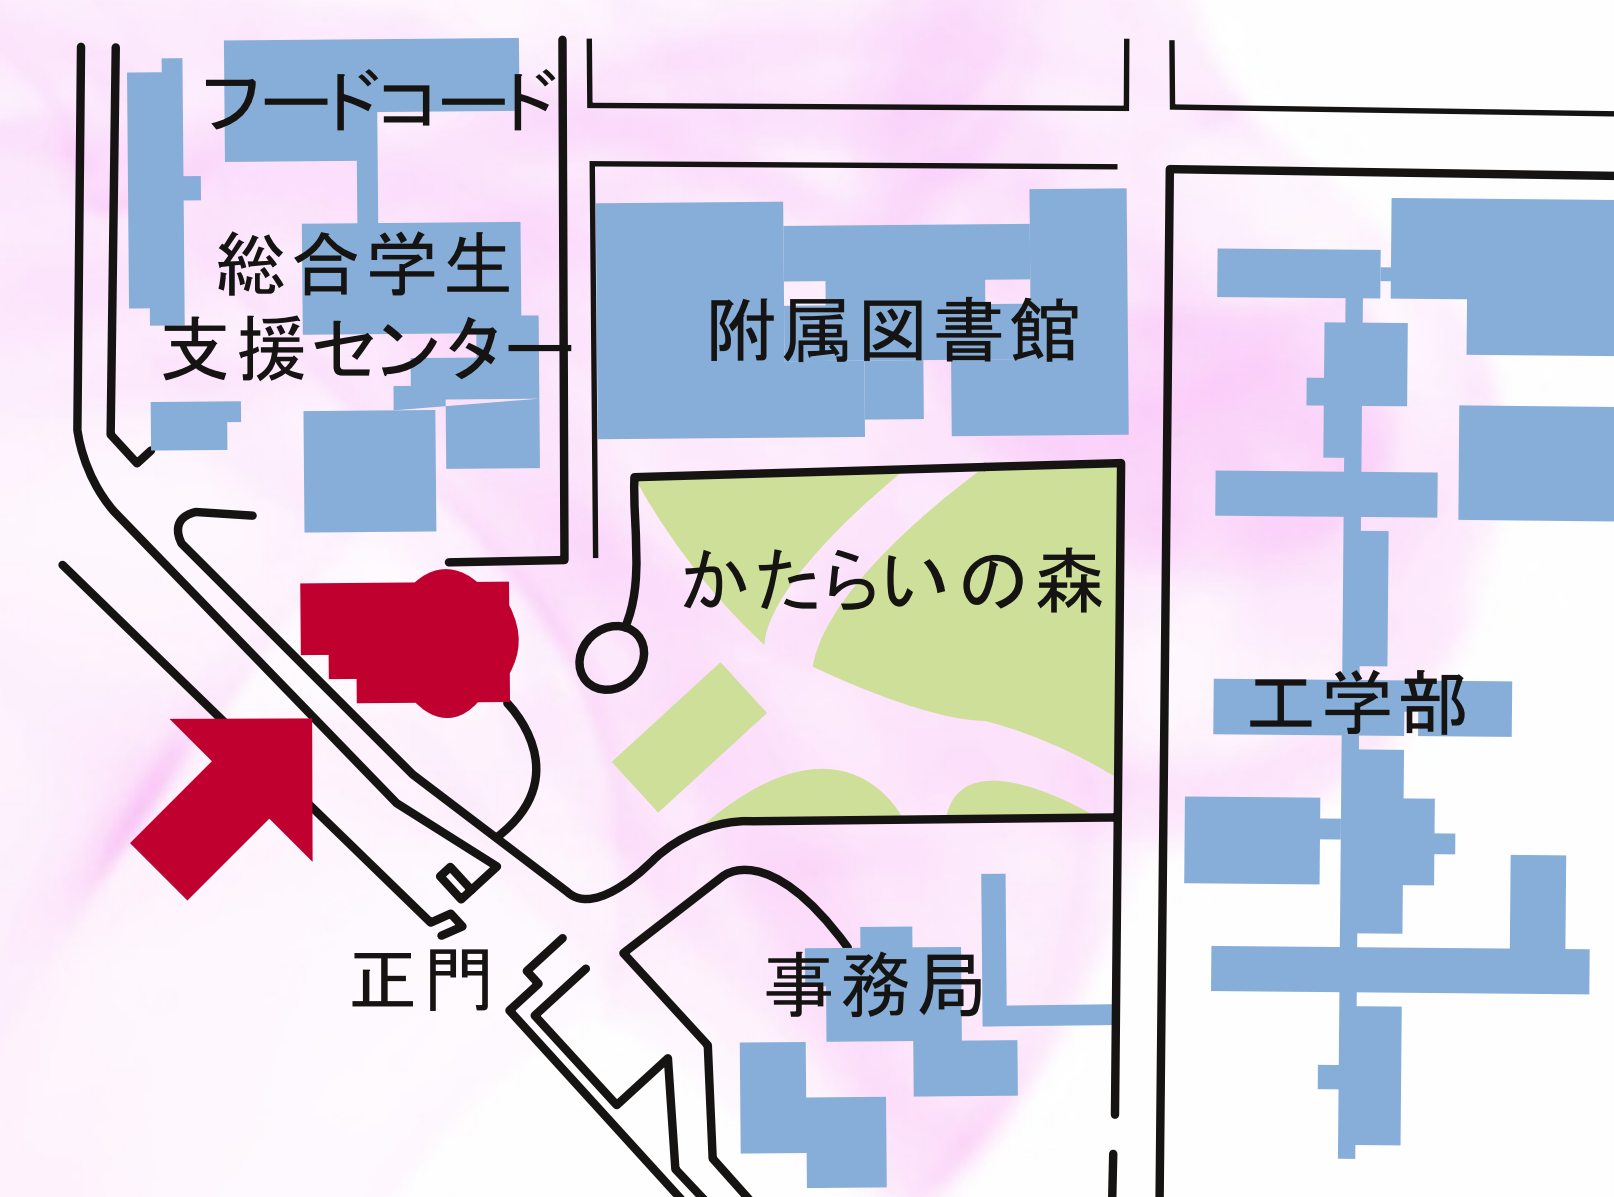 フードコード
総合学生
支援センター
附属図書館
かたらいの森
工学部
正門
事務局